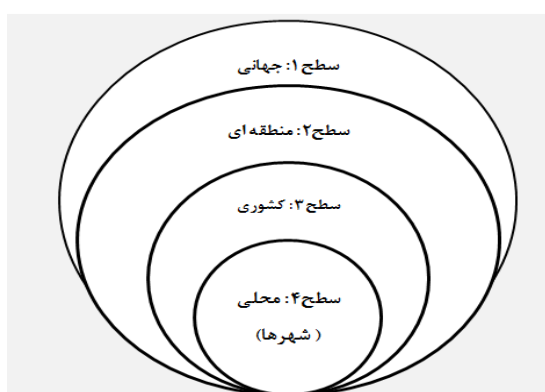 سطح۱: جهانی
سطح۲: منطقه ای
سطح۳: کشوری
سطح۴: محلی
( شهرها)